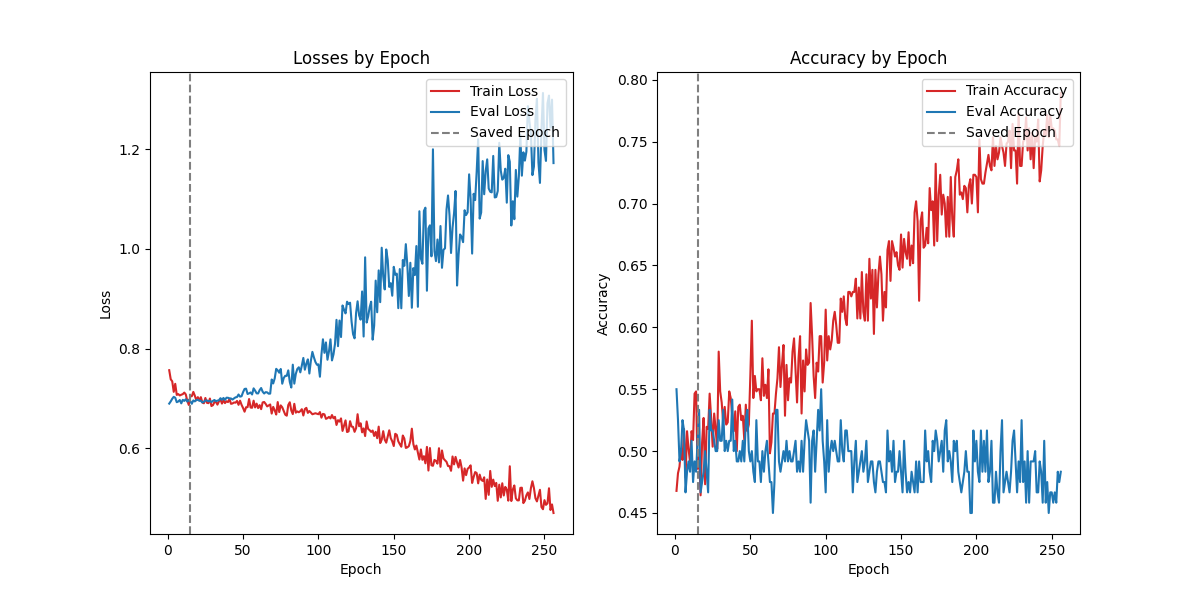 Losses by Epoch
Train Loss
Eval Loss
Saved Epoch
1.2
1.0
0.8
0.6
Loss
0 50 100 150 200 250
Epoch
Accuracy by Epoch
Train Accuracy
Eval Accuracy
Saved Epoch
0.80
0.75
0.70
0.65
0.60
0.55
0.50
0.45
Accuracy
0 50 100 150 200 250
Epoch